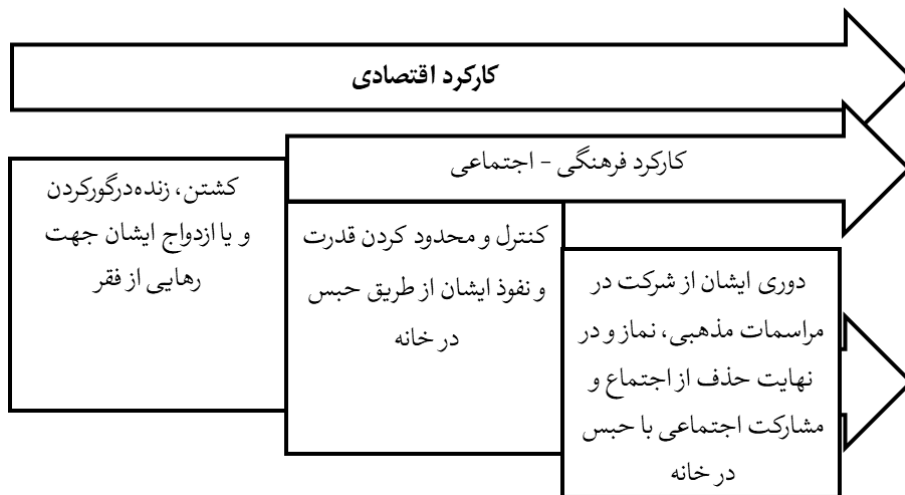 کارکرد اقتصادی
کارکرد فرهنگی - اجتماعی
کشتن، زنده‌درگورکردن
و یا ازدواج ایشان جهت
رهایی از فقر
کنترل و محدود کردن قدرت
و نفوذ ایشان از طریق حبس
در خانه
دوری ایشان از شرکت در
مراسمات مذهبی، نماز و در
نهایت حذف از اجتماع و
مشارکت اجتماعی با حبس
در خانه